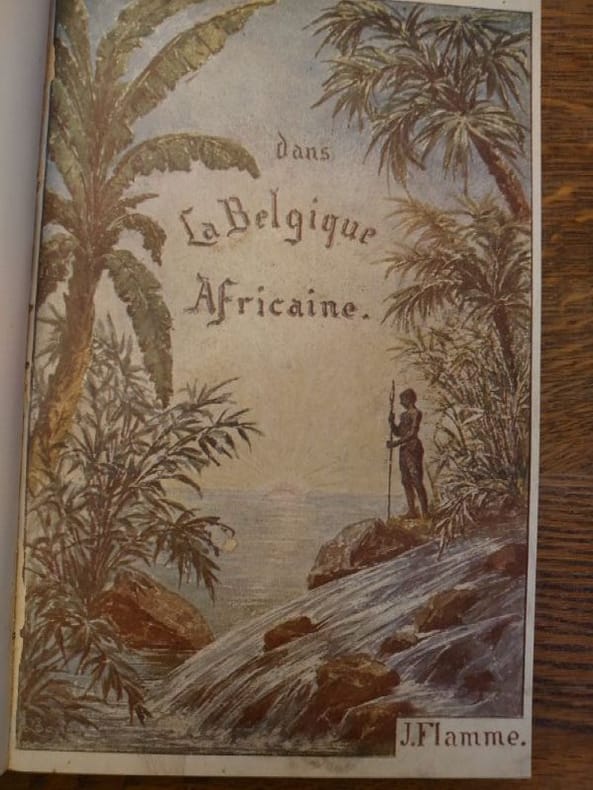 dans
La Belgique
Africaine.
J. Flamme.